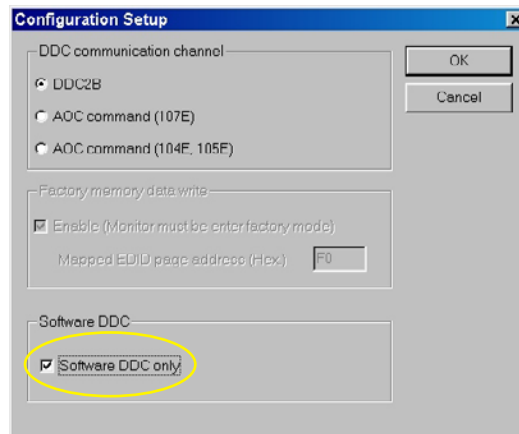 Configuration Setup
DDC communication channel
DDC2B
AOC command (107E)
AOC command (104E, 105E)
OK
Cancel
Factory memory data write
Enable (Monitor must be enter factory mode)
Mapped EDID page address (Hex.) F0
Software DDC
Software DDC only